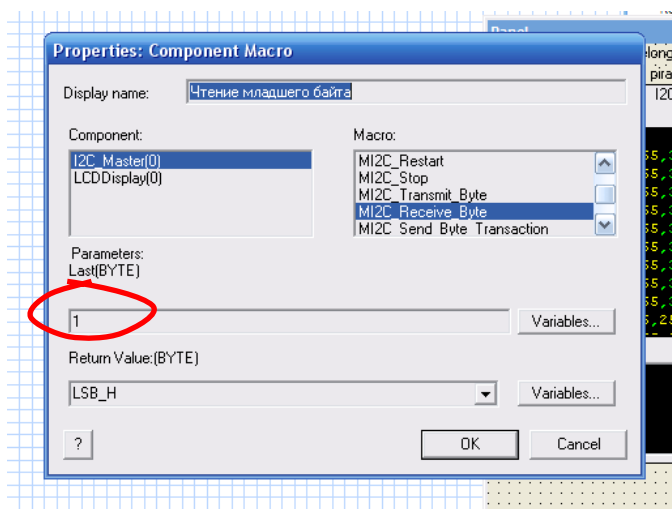 Panel
Properties: Component Macro
Display name: Чтение младшего байта
Component:
I2C_Master(0)
LCDDisplay(0)
Macro:
MI2C_Restart
MI2C_Stop
MI2C_Transmit_Byte
MI2C_Receive_Byte
MI2C_Send_Byte_Transaction
Parameters:
Last(BYTE)
1
Variables...
Return Value:(BYTE)
LSB_H
Variables...
?
OK
Cancel